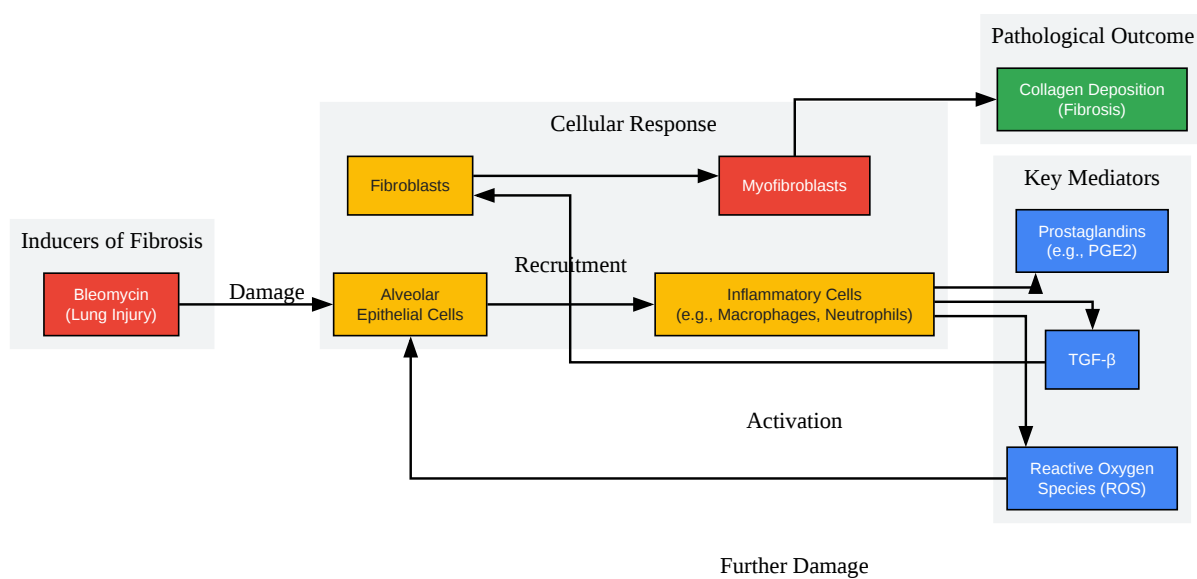 Pathological Outcome
Collagen Deposition
(Fibrosis)
Cellular Response
Fibroblasts
Myofibroblasts
Key Mediators
Prostaglandins
(e.g., PGE2)
Inducers of Fibrosis
Bleomycin
(Lung Injury)
Damage
Alveolar
Epithelial Cells
Recruitment
Inflammatory Cells
(e.g., Macrophages, Neutrophils)
TGF-β
Activation
Reactive Oxygen
Species (ROS)
Further Damage